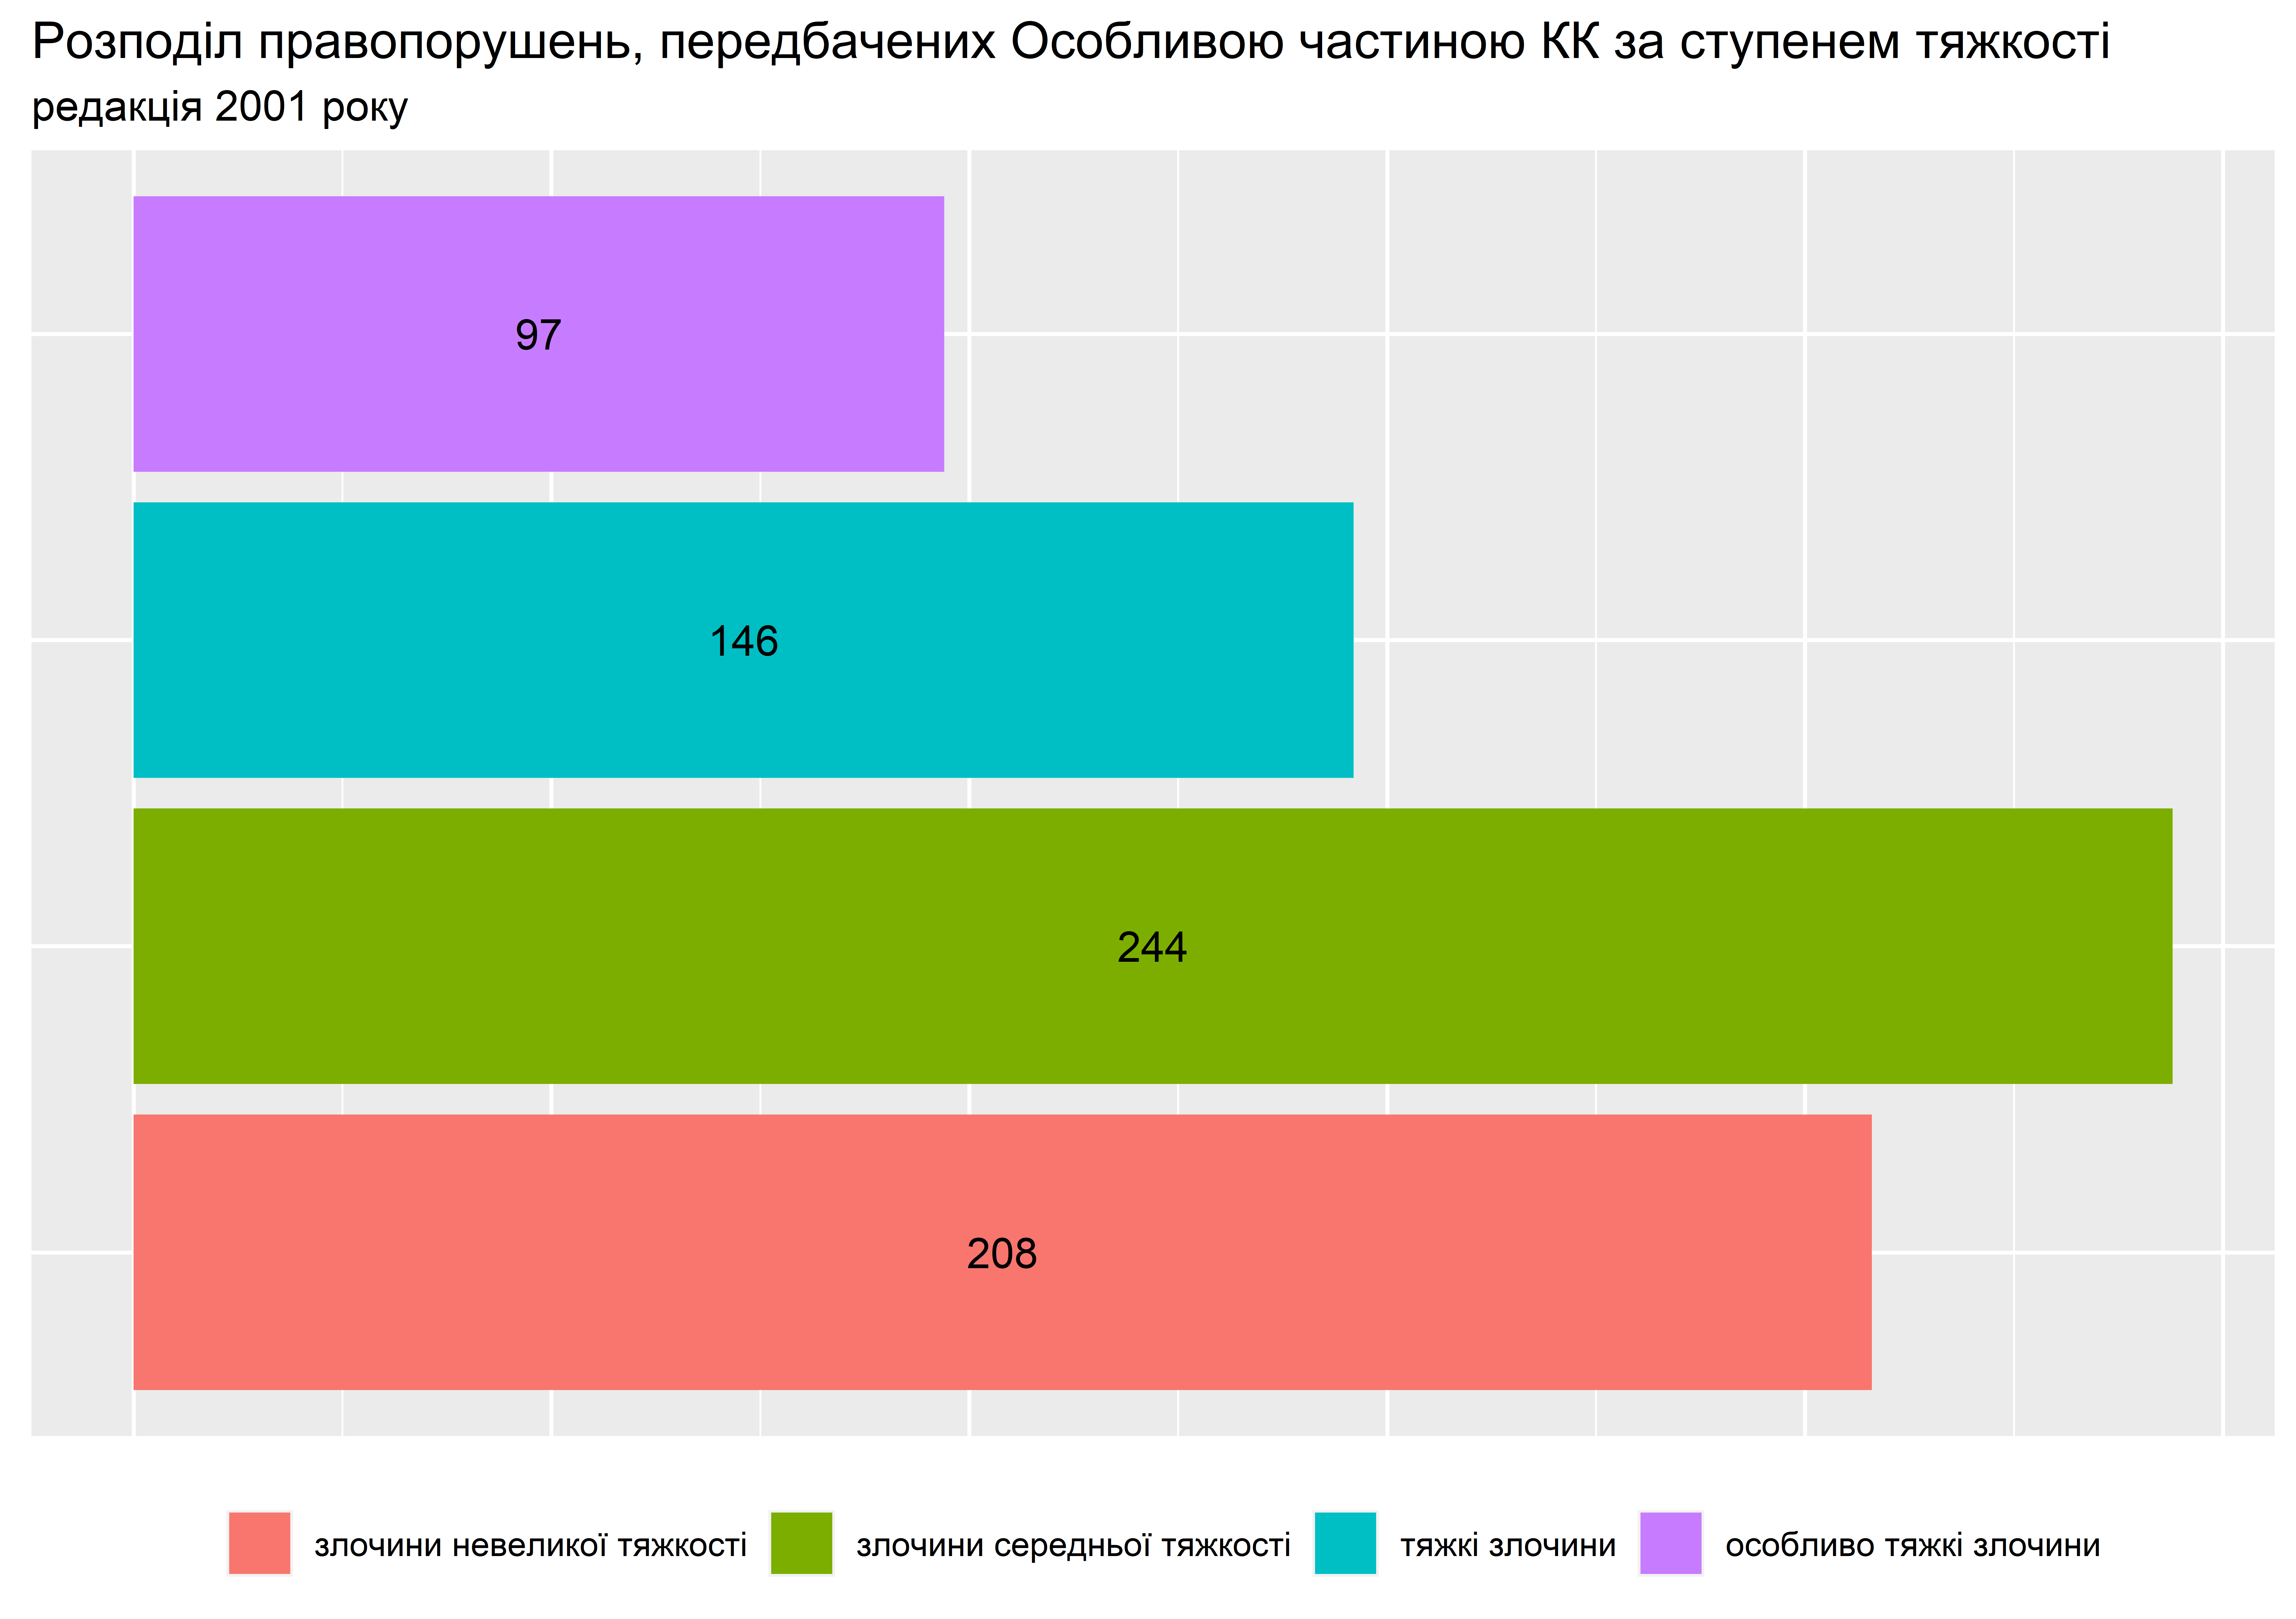 Розподіл правопорушень, передбачених Особливою частиною КК за ступенем тяжкості
редакція 2001 року
97
146
244
208
злочини невеликої тяжкості
злочини середньої тяжкості
тяжкі злочини
особливо тяжкі злочини